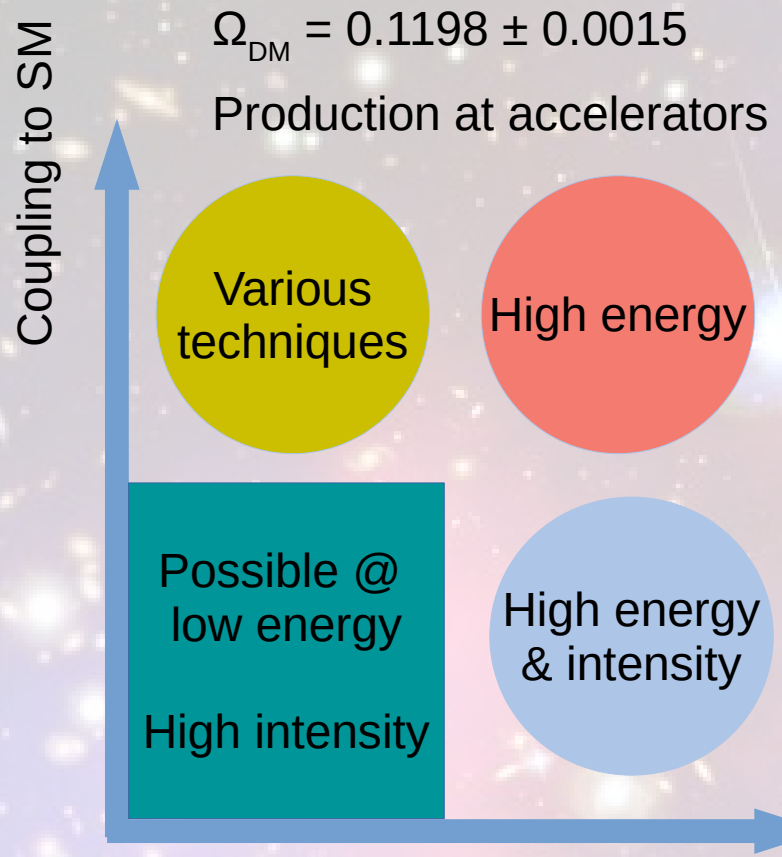 Ω_DM = 0.1198 ± 0.0015
Production at accelerators
Coupling to SM
Various
techniques
High energy
Possible @
low energy
High intensity
High energy
& intensity